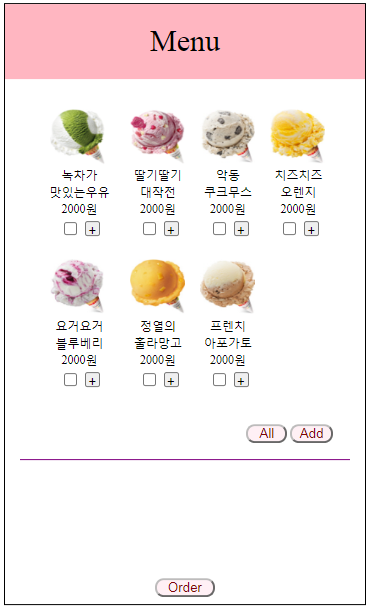 Menu
녹차가 딸기딸기 악동 치즈치즈
맛있는우유 대작전 쿠크무스 오렌지
2000원 2000원 2000원 2000원
+ + + +
요거요거 정열의 프렌치
블루베리 홀라망고 아포가토
2000원 2000원 2000원
+ + +
All Add
Order